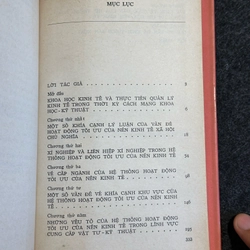 MỤC LỤC
LỜI TÁC GIẢ
Mở đầu
KHOA HỌC KINH TẾ VÀ THỰC TIỄN QUẢN LÝ
KINH TẾ TRONG THỜI KỲ CÁCH MẠNG KHOA
HỌC - KỸ THUẬT
Chương thứ nhất
MỘT SỐ KHÍA CẠNH LÝ LUẬN CỦA VẤN ĐỀ
HOẠT ĐỘNG TỐI ƯU CỦA NỀN KINH TẾ XÃ HỘI
CHỦ NGHĨA
Chương thứ hai
XÍ NGHIỆP VÀ LIÊN HIỆP XÍ NGHIỆP TRONG HỆ
THỐNG HOẠT ĐỘNG TỐI ƯU CỦA NỀN KINH TẾ
Chương thứ ba
VỀ CẤP NGÀNH CỦA HỆ THỐNG HOẠT ĐỘNG
TỐI ƯU CỦA NỀN KINH TẾ
Chương thứ tư
MỘT SỐ VẤN ĐỀ VỀ KHÍA CẠNH KHU VỰC CỦA
HỆ THỐNG HOẠT ĐỘNG TỐI ƯU CỦA NỀN KINH
TẾ
Chương thứ năm
NHỮNG YẾU TỐ CỦA HỆ THỐNG HOẠT ĐỘNG
TỐI ƯU CỦA NỀN KINH TẾ TRONG LĨNH VỰC
CUNG CẤP VẬT TƯ - KỸ THUẬT